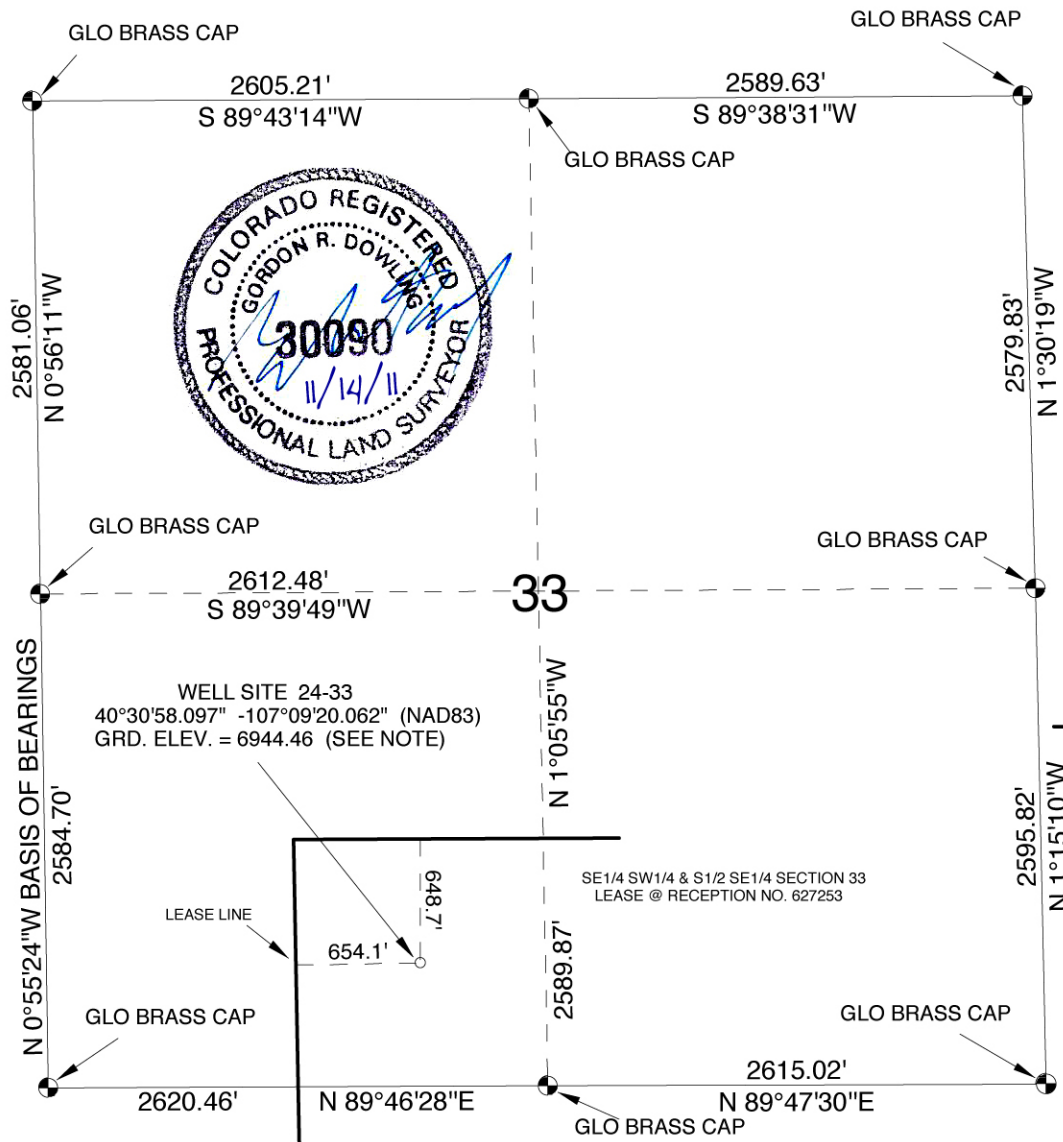 GLO BRASS CAP
GLO BRASS CAP
2605.21'
S 89°43'14"W
2589.63'
S 89°38'31"W
GLO BRASS CAP
COLORADO REGISTERED
GORDON R. DOWLING
30090
11/14/11
PROFESSIONAL LAND SURVEYOR
2581.06'
N 0°56'11"W
2579.83'
N 1°30'19"W
GLO BRASS CAP
GLO BRASS CAP
2612.48'
S 89°39'49"W
33
WELL SITE 24-33
40°30'58.097" -107°09'20.062" (NAD83)
GRD. ELEV. = 6944.46 (SEE NOTE)
N 0°55'24"W BASIS OF BEARINGS
2584.70'
N 1°05'55"W
2589.87'
2595.82'
N 1°15'10"W
648.7'
SE1/4 SW1/4 & S1/2 SE1/4 SECTION 33
LEASE @ RECEPTION NO. 627253
LEASE LINE
654.1'
GLO BRASS CAP
GLO BRASS CAP
2620.46'
N 89°46'28"E
2615.02'
N 89°47'30"E
GLO BRASS CAP